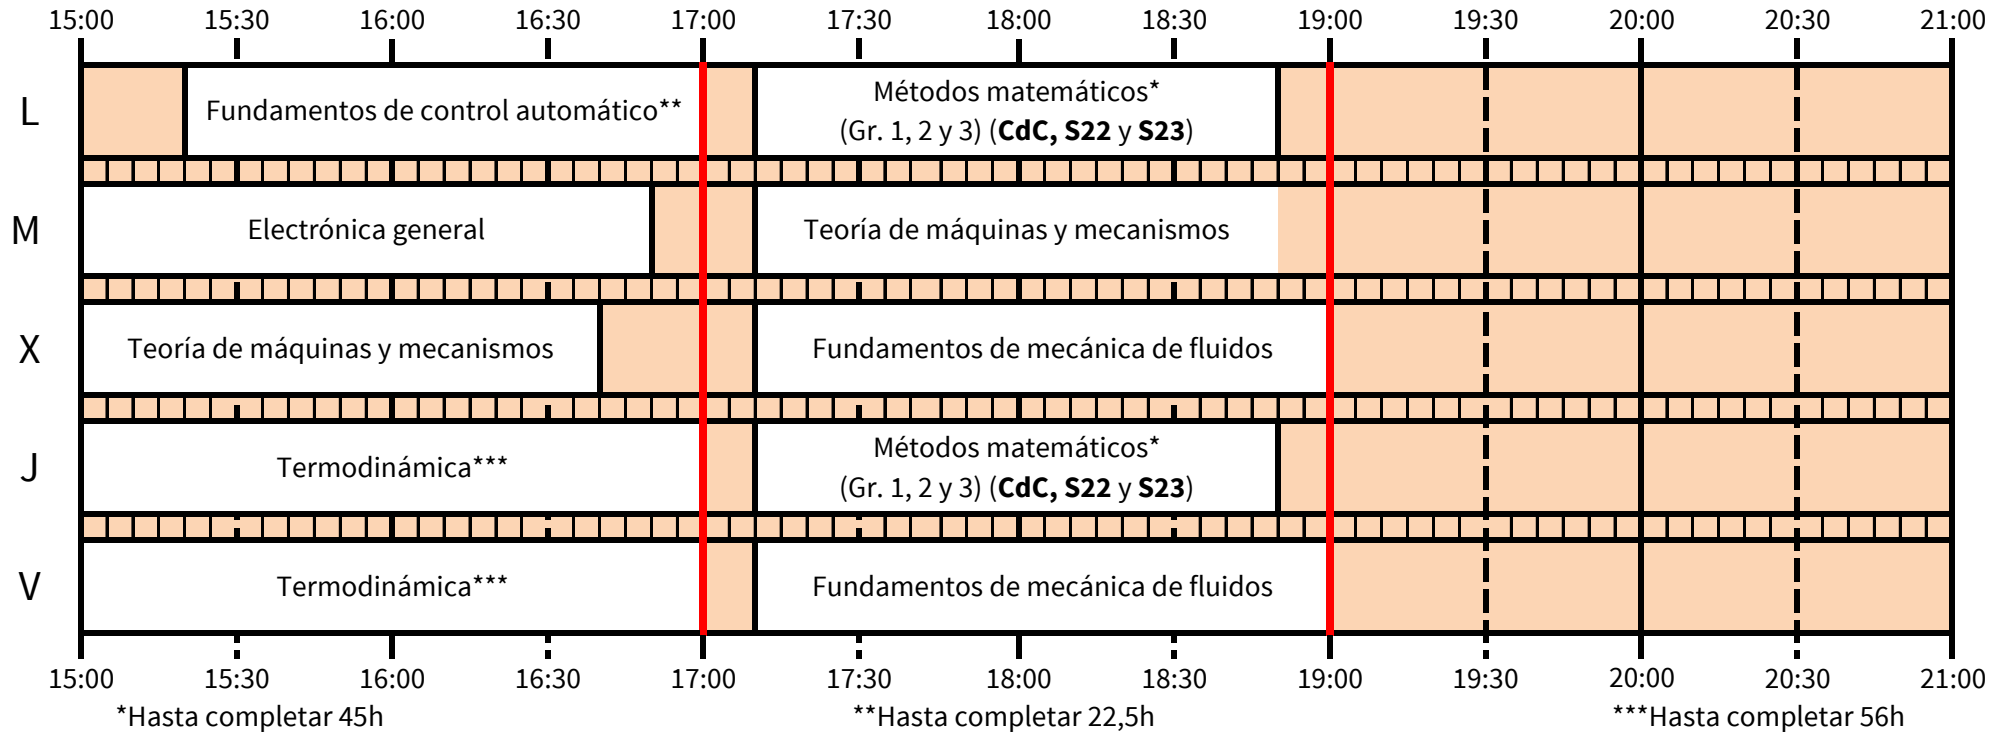 15:00 15:30 16:00 16:30 17:00 17:30 18:00 18:30 19:00 19:30 20:00 20:30 21:00
L
Fundamentos de control automático**
Métodos matemáticos*
(Gr. 1, 2 y 3) (CdC, S22 y S23)
M
Electrónica general
Teoría de máquinas y mecanismos
X
Teoría de máquinas y mecanismos
Fundamentos de mecánica de fluidos
J
Termodinámica***
Métodos matemáticos*
(Gr. 1, 2 y 3) (CdC, S22 y S23)
V
Termodinámica***
Fundamentos de mecánica de fluidos
15:00 15:30 16:00 16:30 17:00 17:30 18:00 18:30 19:00 19:30 20:00 20:30 21:00
*Hasta completar 45h
**Hasta completar 22,5h
***Hasta completar 56h